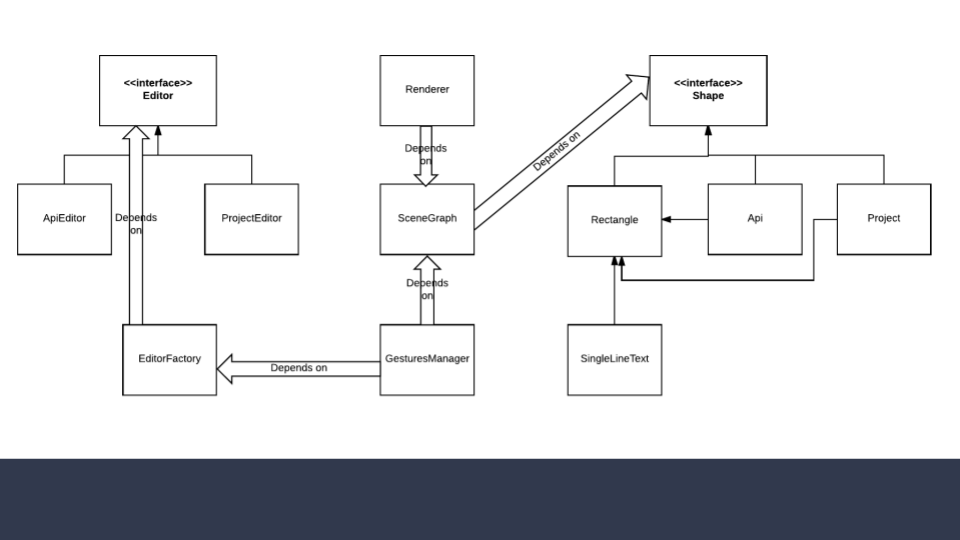 <<interface>>
Editor
Renderer
<<interface>>
Shape
Depends
on
Depends on
ApiEditor
Depends
on
ProjectEditor
SceneGraph
Rectangle
Api
Project
Depends
on
EditorFactory
Depends on
GesturesManager
SingleLineText